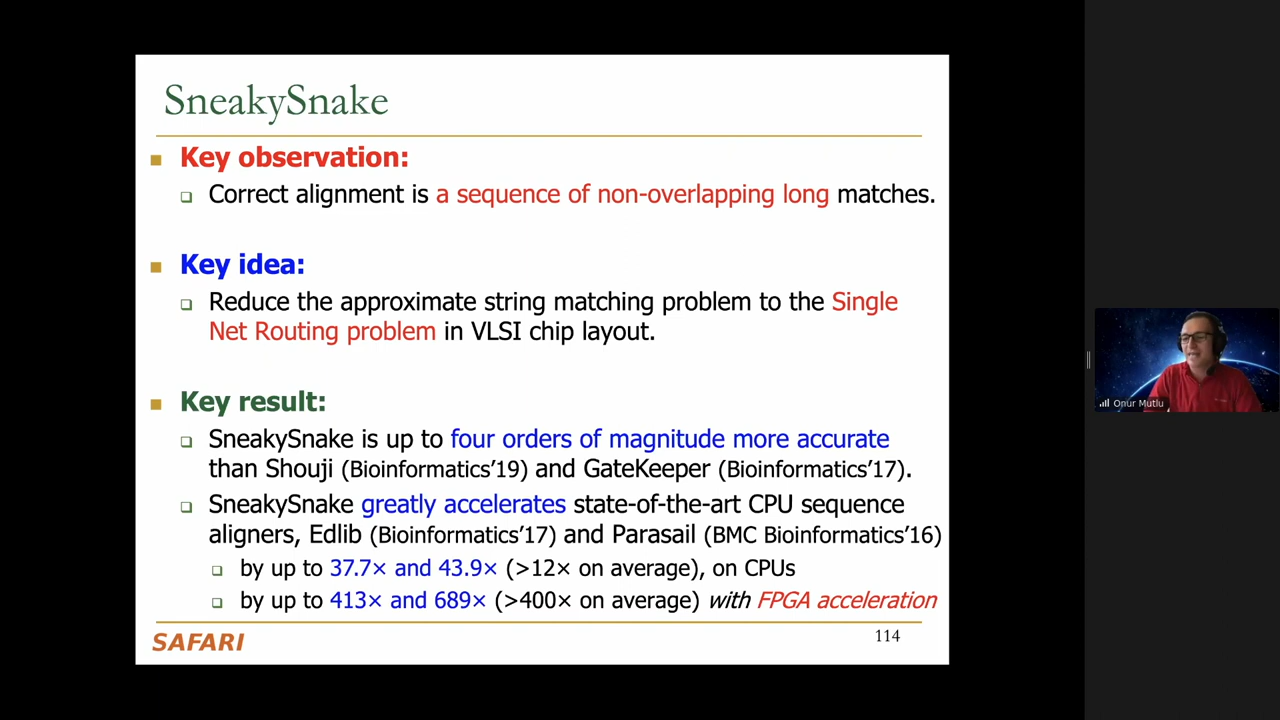 SneakySnake
Key observation:
Correct alignment is a sequence of non-overlapping long matches.
Key idea:
Reduce the approximate string matching problem to the Single
Net Routing problem in VLSI chip layout.
Key result:
SneakySnake is up to four orders of magnitude more accurate
than Shouji (Bioinformatics’19) and GateKeeper (Bioinformatics’17).
SneakySnake greatly accelerates state-of-the-art CPU sequence
aligners, Edlib (Bioinformatics’17) and Parasail (BMC Bioinformatics’16)
by up to 37.7× and 43.9× (>12× on average), on CPUs
by up to 413× and 689× (>400× on average) with FPGA acceleration
SAFARI
114
Onur Mutlu